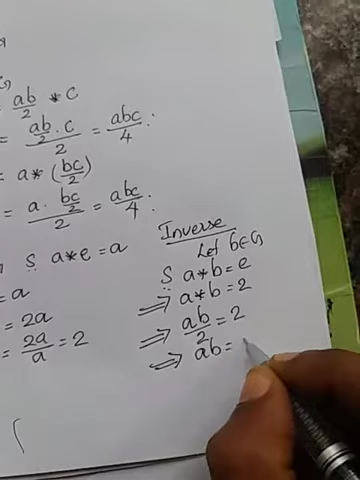 ab/2 * c
= (ab/2 · c)/2 = abc/4 :
= a * (bc/2)
= (a · bc/2)/2 = abc/4 :
Ş a * e = a
= a
= 2a
= 2a/a = 2
Inverse
Let b ∈ G
Ş a * b = e
⟹ a * b = 2
⟹ ab/2 = 2
⟹ ab =